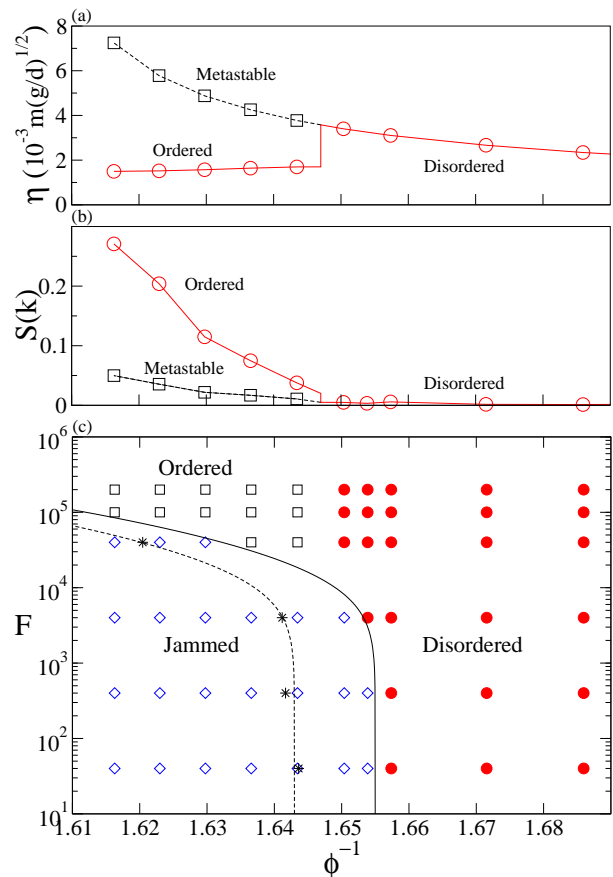 (a)
8
6
4
2
0
η (10⁻³ m(g/d)^1/2)
Metastable
Ordered
Disordered
(b)
0.2
0.1
0
S(k)
Ordered
Metastable
Disordered
(c)
10⁶
10⁵
10⁴
10³
10²
10¹
F
Ordered
Jammed
Disordered
1.61 1.62 1.63 1.64 1.65 1.66 1.67 1.68
ϕ⁻¹